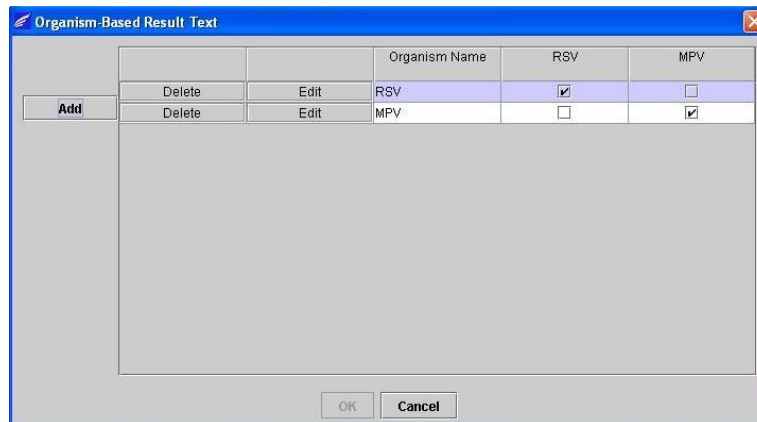 Organism-Based Result Text
Organism Name RSV MPV
Delete Edit RSV
Add
Delete Edit MPV
OK Cancel